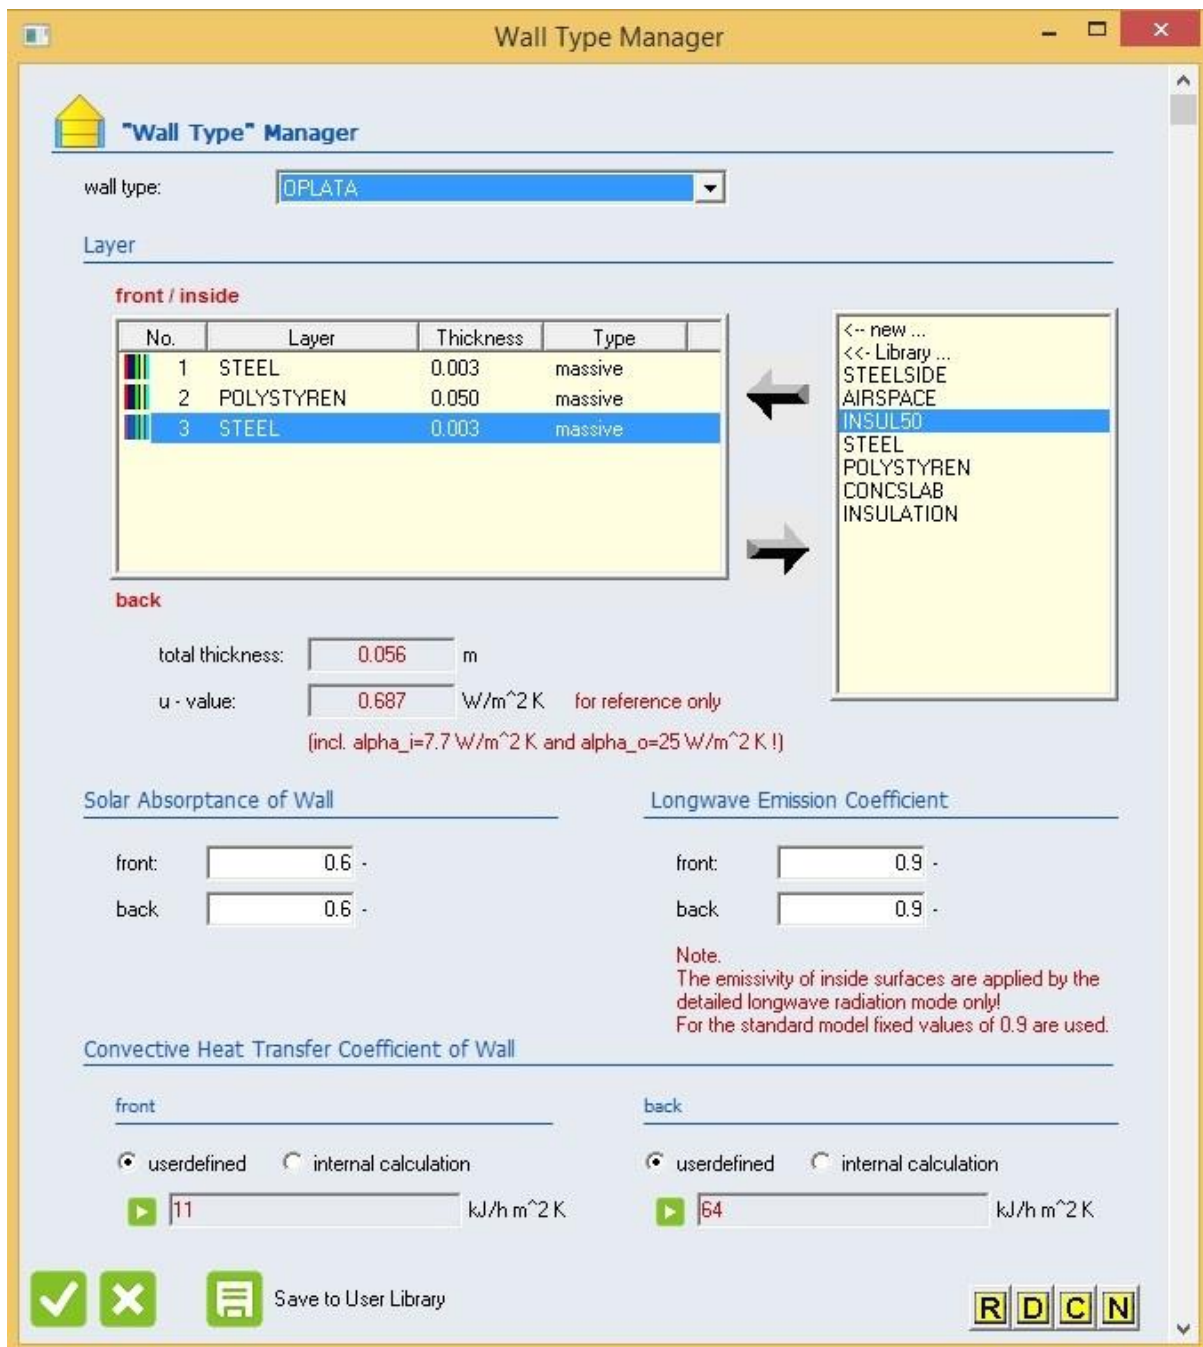 Wall Type Manager
"Wall Type" Manager
wall type: OPLATA
Layer
front / inside
No. Layer Thickness Type
1 STEEL 0.003 massive
2 POLYSTYREN 0.050 massive
3 STEEL 0.003 massive
<-- new ...
<<- Library ...
STEELSIDE
AIRSPACE
INSUL50
STEEL
POLYSTYREN
CONCSLAB
INSULATION
back
total thickness: 0.056 m
u - value: 0.687 W/m^2 K for reference only
(incl. alpha_i=7.7 W/m^2 K and alpha_o=25 W/m^2 K !)
Solar Absorptance of Wall
front: 0.6 -
back 0.6 -
Longwave Emission Coefficient
front: 0.9 -
back 0.9 -
Note.
The emissivity of inside surfaces are applied by the
detailed longwave radiation mode only!
For the standard model fixed values of 0.9 are used.
Convective Heat Transfer Coefficient of Wall
front
userdefined internal calculation
11 kJ/h m^2 K
back
userdefined internal calculation
64 kJ/h m^2 K
Save to User Library
R D C N